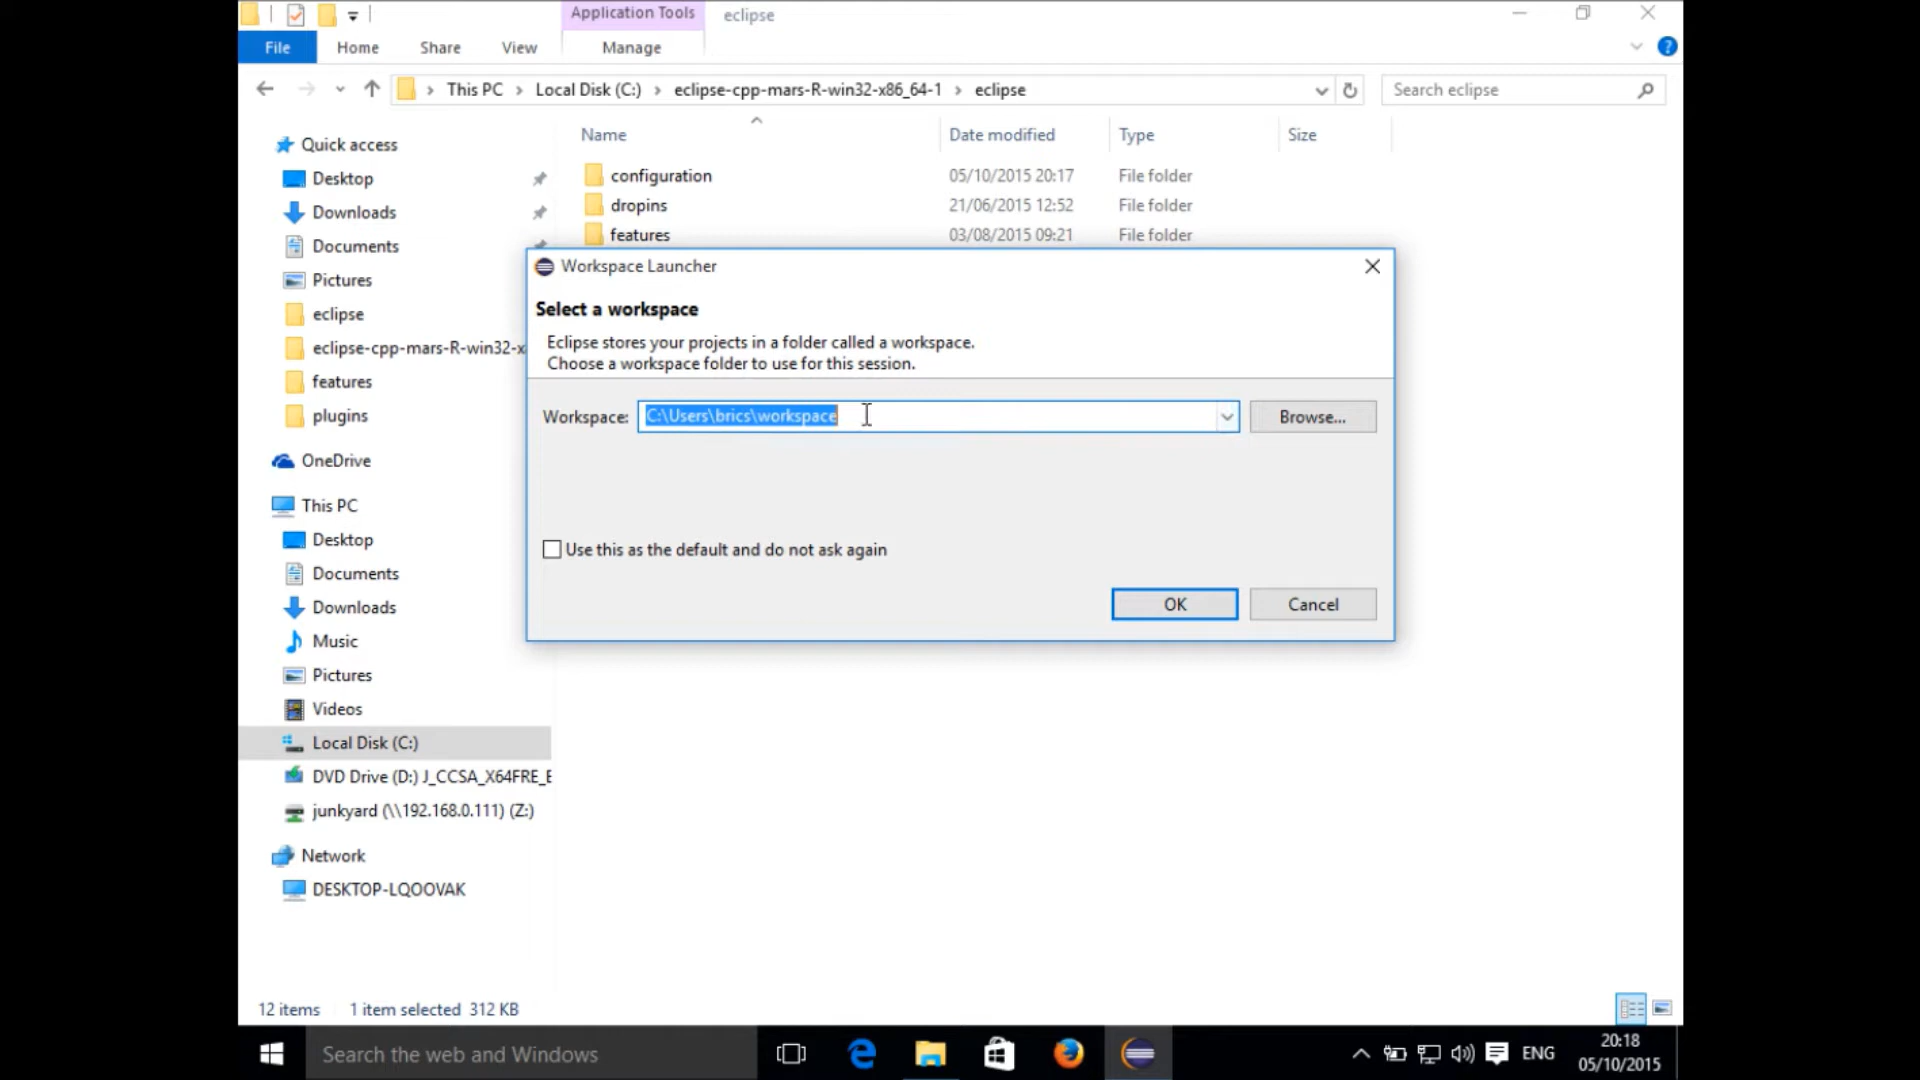 Application Tools
eclipse
File
Home
Share
View
Manage
This PC > Local Disk (C:) > eclipse-cpp-mars-R-win32-x86_64-1 > eclipse
Search eclipse
Name
Date modified
Type
Size
Quick access
Desktop
Downloads
Documents
Pictures
eclipse
eclipse-cpp-mars-R-win32-x
features
plugins
OneDrive
This PC
Desktop
Documents
Downloads
Music
Pictures
Videos
Local Disk (C:)
DVD Drive (D:) J_CCSA_X64FRE_E
junkyard (\\192.168.0.111) (Z:)
Network
DESKTOP-LQOOVAK
configuration 05/10/2015 20:17 File folder
dropins 21/06/2015 12:52 File folder
features 03/08/2015 09:21 File folder
Workspace Launcher
Select a workspace
Eclipse stores your projects in a folder called a workspace.
Choose a workspace folder to use for this session.
Workspace: C:\Users\brics\workspace
Browse...
Use this as the default and do not ask again
OK
Cancel
12 items
1 item selected 312 KB
Search the web and Windows
ENG
20:18
05/10/2015